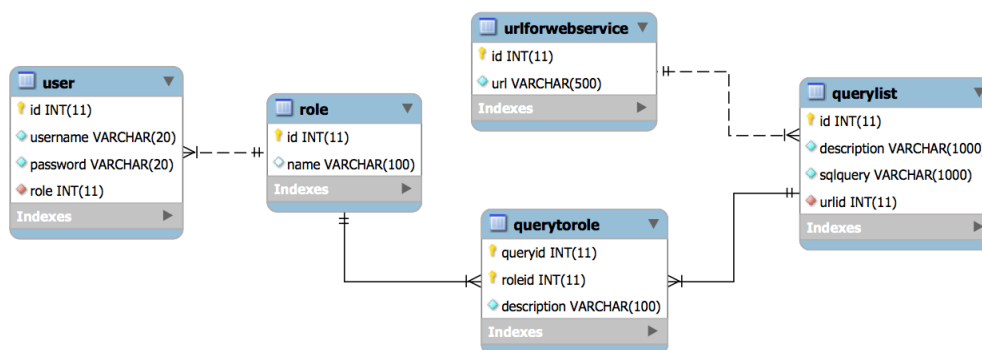 user
id INT(11)
username VARCHAR(20)
password VARCHAR(20)
role INT(11)
Indexes
role
id INT(11)
name VARCHAR(100)
Indexes
urlforwebservice
id INT(11)
url VARCHAR(500)
Indexes
querytorole
queryid INT(11)
roleid INT(11)
description VARCHAR(100)
Indexes
querylist
id INT(11)
description VARCHAR(1000)
sqlquery VARCHAR(1000)
urlid INT(11)
Indexes